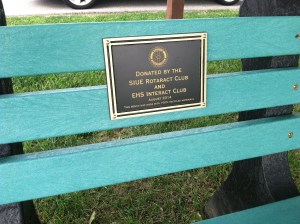 DONATED BY THE
SIUE ROTARACT CLUB
AND
EHS INTERACT CLUB